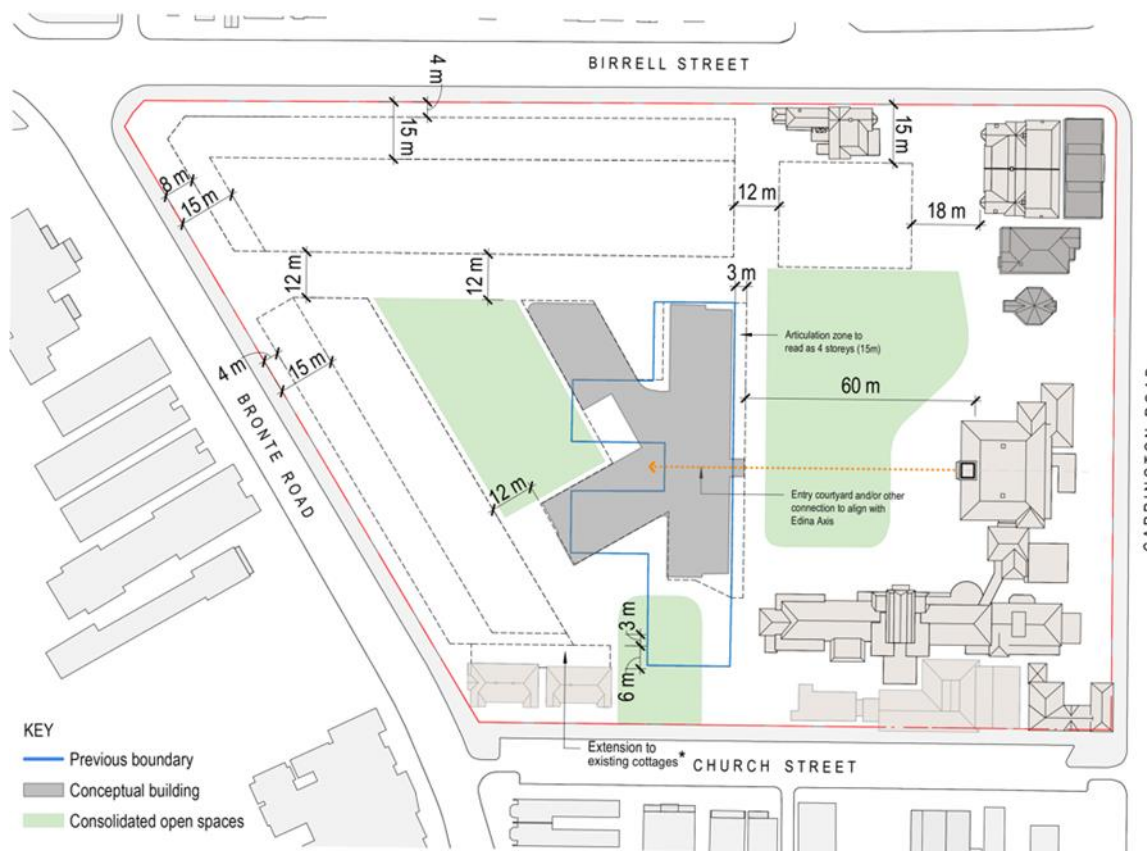 BIRRELL STREET
4 m
15 m
15 m
8 m
15 m
12 m
18 m
12 m
12 m
3 m
Articulation zone to
read as 4 storeys (15m)
4 m
15 m
60 m
BRONTE ROAD
12 m
Entry courtyard and/or other
connection to align with
Edina Axis
3 m
6 m
KEY
Previous boundary
Conceptual building
Consolidated open spaces
Extension to
existing cottages*
CHURCH STREET